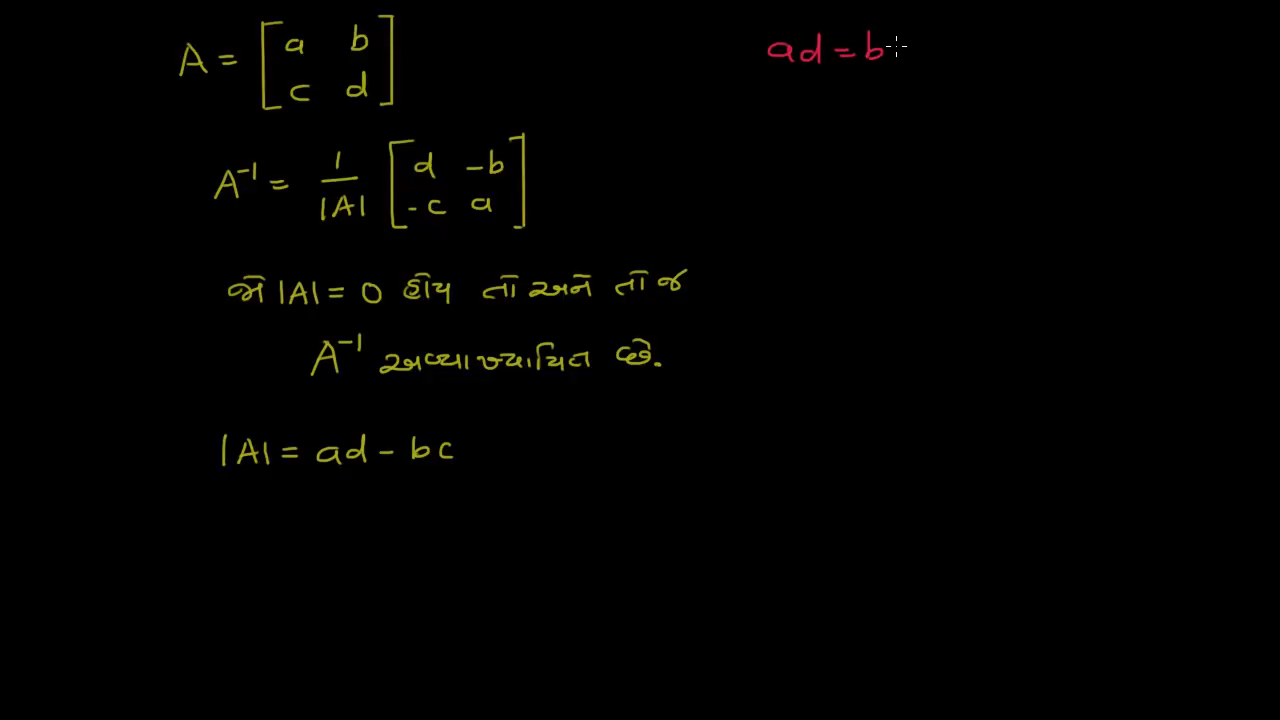 A = [ a b
c d ]
A⁻¹ = 1/|A| [ d -b
-c a ]
જો |A| = 0 હોય તો અને તો જ
A⁻¹ અવ્યાખ્યાયિત છે.
|A| = ad - bc
ad = b